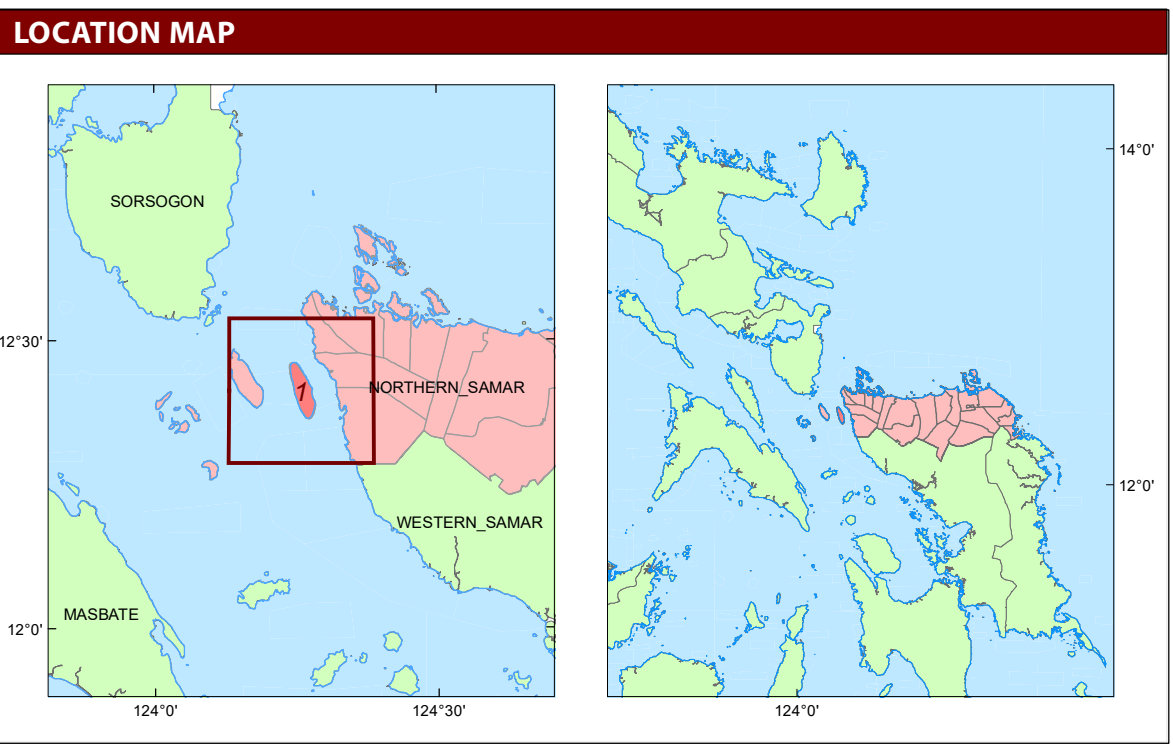 LOCATION MAP
SORSOGON
12°30'
1
NORTHERN_SAMAR
WESTERN_SAMAR
MASBATE
12°0'
124°0'
124°30'
14°0'
12°0'
124°0'